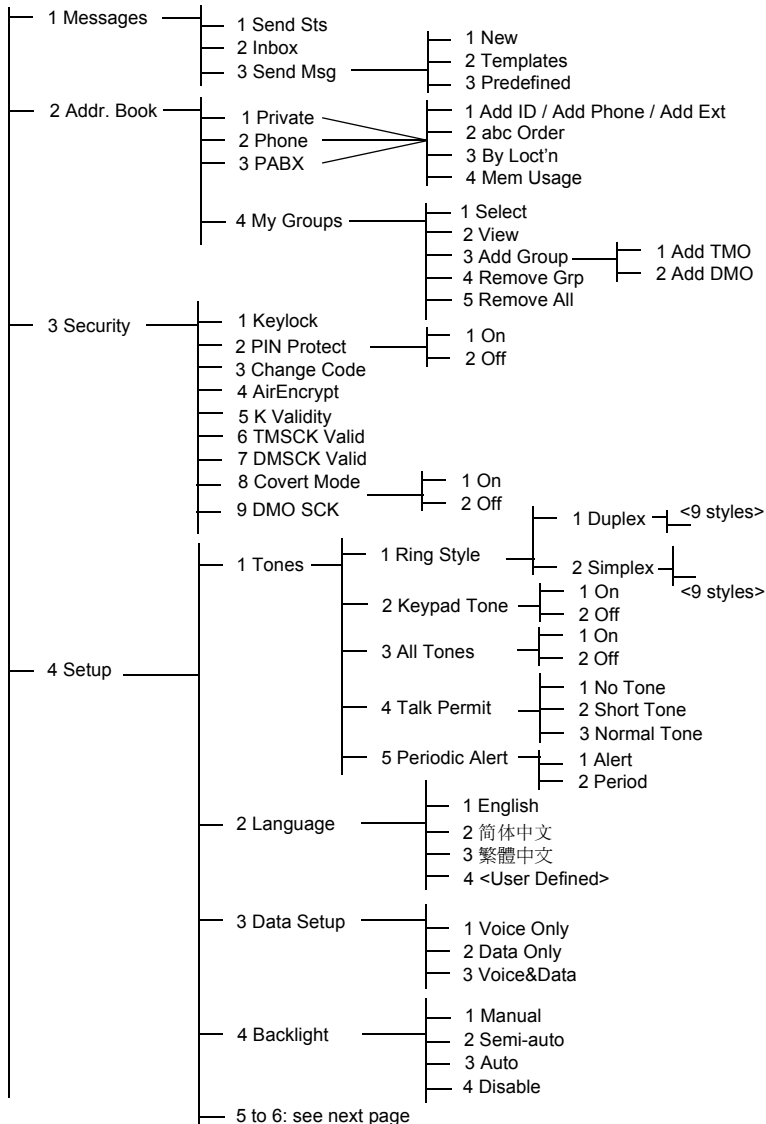 1 Messages
1 Send Sts
2 Inbox
3 Send Msg
1 New
2 Templates
3 Predefined
2 Addr. Book
1 Private
2 Phone
3 PABX
1 Add ID / Add Phone / Add Ext
2 abc Order
3 By Loct'n
4 Mem Usage
4 My Groups
1 Select
2 View
3 Add Group
4 Remove Grp
5 Remove All
1 Add TMO
2 Add DMO
3 Security
1 Keylock
2 PIN Protect
3 Change Code
4 AirEncrypt
5 K Validity
6 TMSCK Valid
7 DMSCK Valid
8 Covert Mode
9 DMO SCK
1 On
2 Off
1 On
2 Off
4 Setup
1 Tones
1 Ring Style
1 Duplex
<9 styles>
2 Simplex
<9 styles>
2 Keypad Tone
1 On
2 Off
3 All Tones
1 On
2 Off
4 Talk Permit
1 No Tone
2 Short Tone
3 Normal Tone
5 Periodic Alert
1 Alert
2 Period
2 Language
1 English
2 简体中文
3 繁體中文
4 <User Defined>
3 Data Setup
1 Voice Only
2 Data Only
3 Voice&Data
4 Backlight
1 Manual
2 Semi-auto
3 Auto
4 Disable
5 to 6: see next page